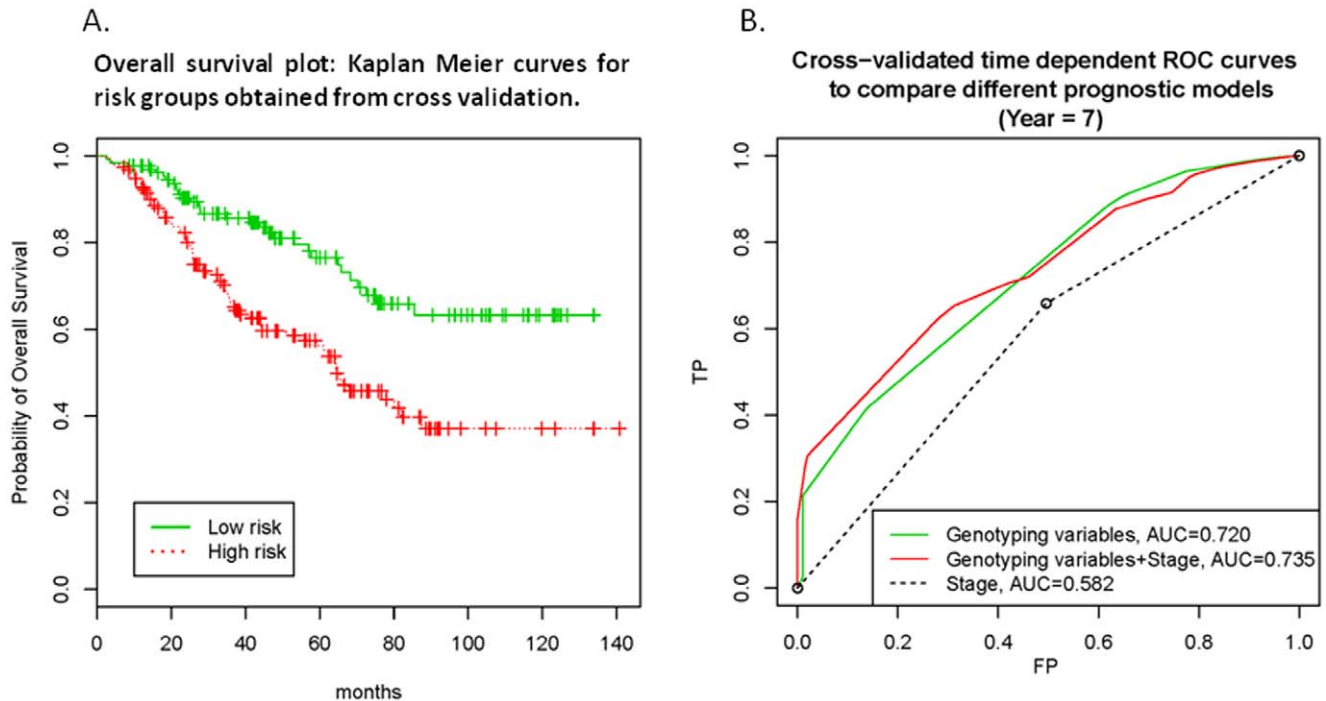 A.
Overall survival plot: Kaplan Meier curves for
risk groups obtained from cross validation.
Probability of Overall Survival
1.0
0.8
0.6
0.4
0.2
0.0
Low risk
High risk
0 20 40 60 80 100 120 140
months
B.
Cross−validated time dependent ROC curves
to compare different prognostic models
(Year = 7)
TP
1.0
0.8
0.6
0.4
0.2
0.0
Genotyping variables, AUC=0.720
Genotyping variables+Stage, AUC=0.735
Stage, AUC=0.582
0.0 0.2 0.4 0.6 0.8 1.0
FP